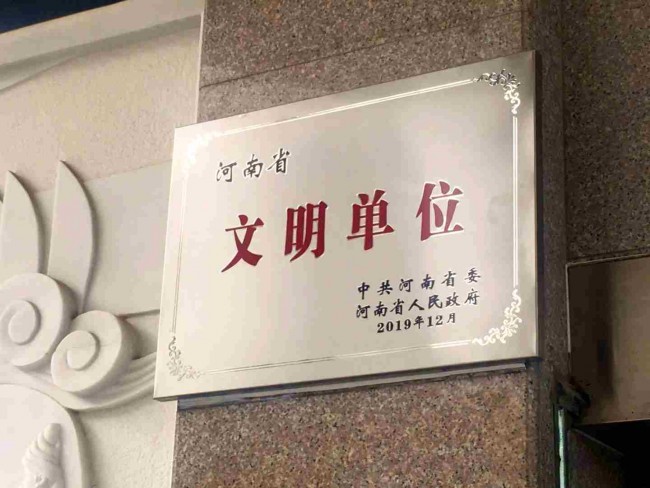 河南省
文明单位
中共河南省委
河南省人民政府
2019年12月